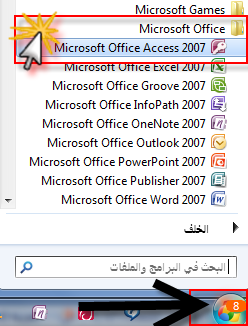 Microsoft Games
Microsoft Office
Microsoft Office Access 2007
Microsoft Office Excel 2007
Microsoft Office Groove 2007
Microsoft Office InfoPath 2007
Microsoft Office OneNote 2007
Microsoft Office Outlook 2007
Microsoft Office PowerPoint 2007
Microsoft Office Publisher 2007
Microsoft Office Word 2007
الخلف
البحث في البرامج والملفات
8